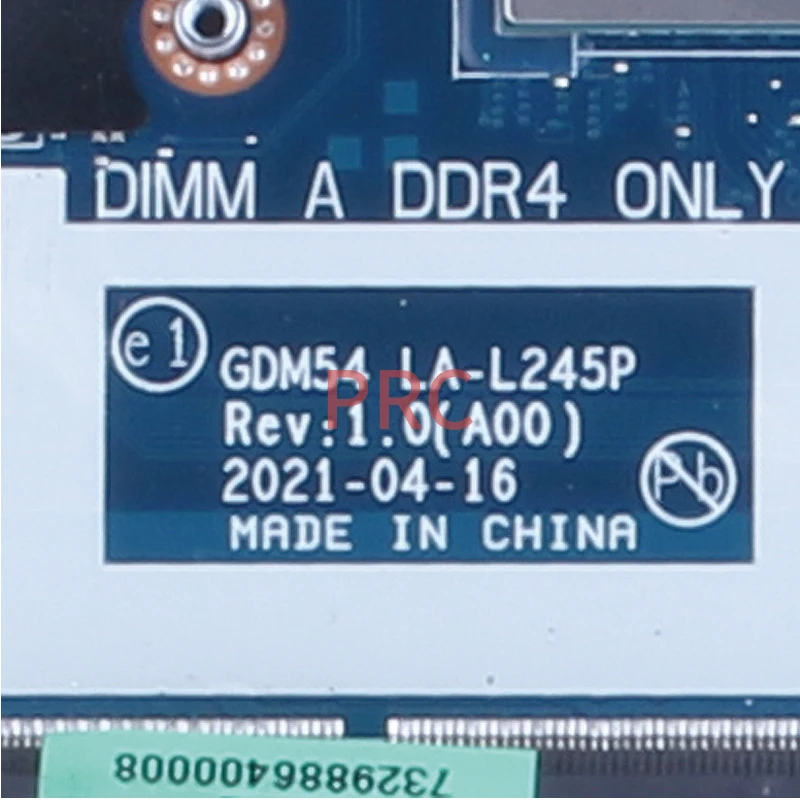 DIMM A DDR4 ONLY
e1
GDM54 LA-L245P
PRC
Rev:1.0(A00)
2021-04-16
Pb
MADE IN CHINA
7329886400008